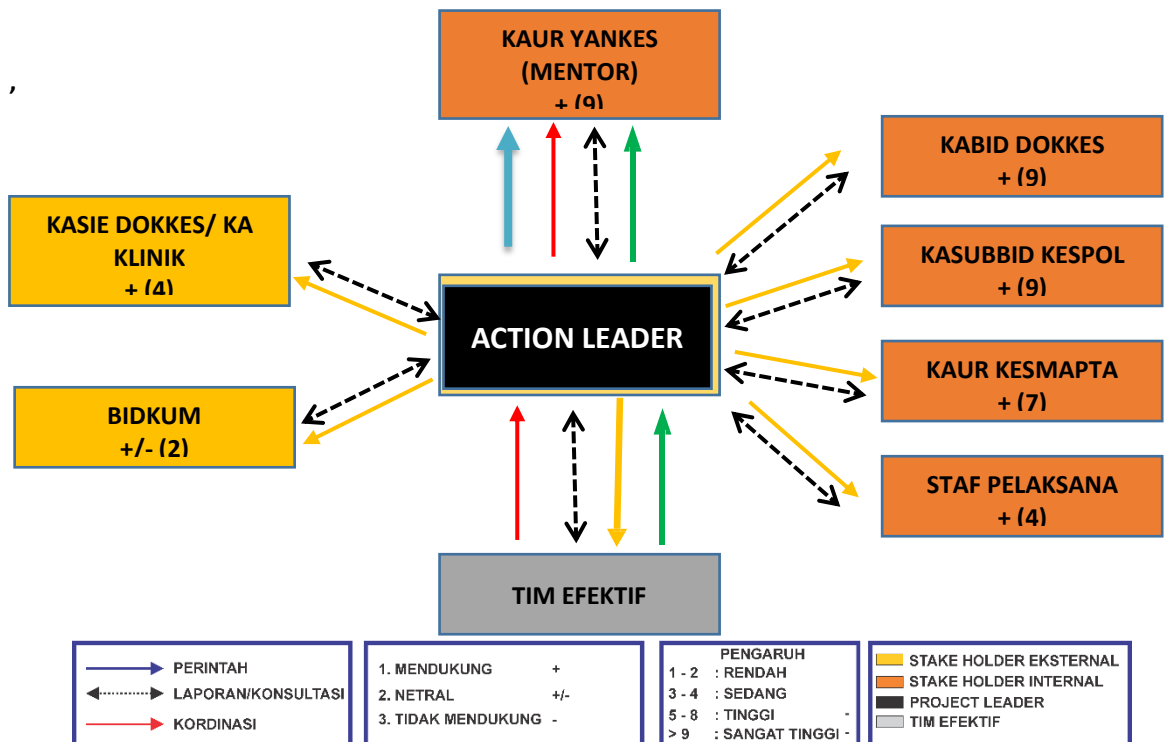 KAUR YANKES
(MENTOR)
+ (9)
,
KABID DOKKES
+ (9)
KASIE DOKKES/ KA
KLINIK
+ (4)
KASUBBID KESPOL
+ (9)
ACTION LEADER
KAUR KESMAPTA
+ (7)
BIDKUM
+/- (2)
STAF PELAKSANA
+ (4)
TIM EFEKTIF
PERINTAH
LAPORAN/KONSULTASI
KORDINASI
1. MENDUKUNG +
2. NETRAL +/-
3. TIDAK MENDUKUNG -
PENGARUH
1 - 2 : RENDAH
3 - 4 : SEDANG
5 - 8 : TINGGI -
> 9 : SANGAT TINGGI -
STAKE HOLDER EKSTERNAL
STAKE HOLDER INTERNAL
PROJECT LEADER
TIM EFEKTIF